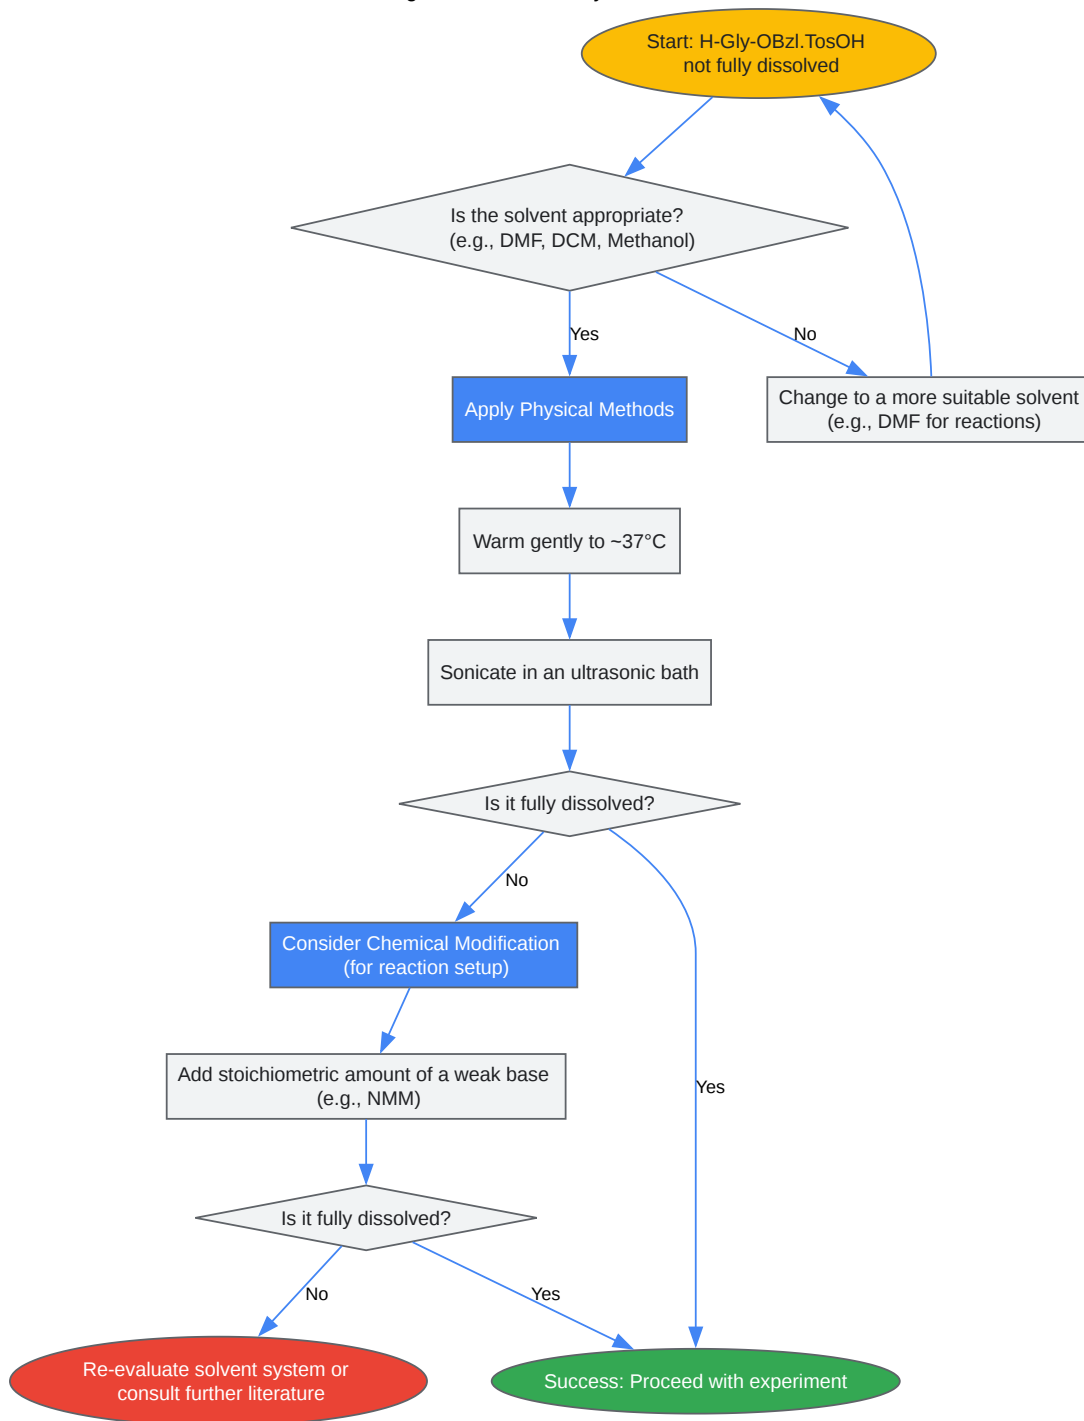 Start: H-Gly-OBzl.TosOH
not fully dissolved
Is the solvent appropriate?
(e.g., DMF, DCM, Methanol)
Yes
No
Apply Physical Methods
Change to a more suitable solvent
(e.g., DMF for reactions)
Warm gently to ~37°C
Sonicate in an ultrasonic bath
Is it fully dissolved?
No
Consider Chemical Modification
(for reaction setup)
Add stoichiometric amount of a weak base
(e.g., NMM)
Yes
Is it fully dissolved?
No
Yes
Re-evaluate solvent system or
consult further literature
Success: Proceed with experiment